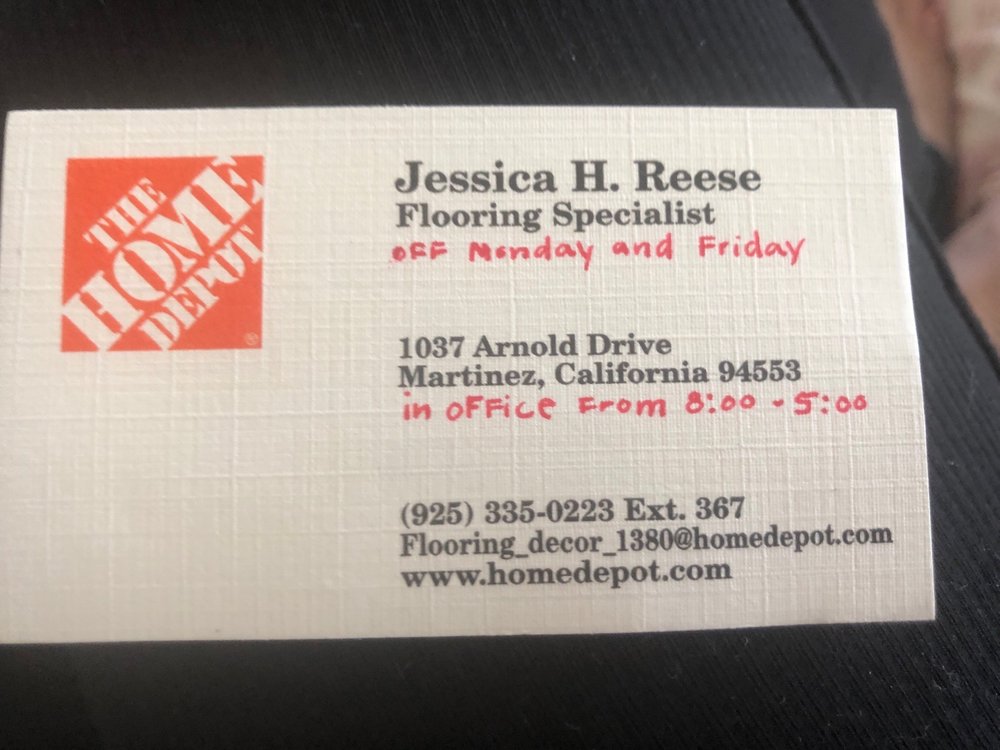 THE
HOME
DEPOT
®
Jessica H. Reese
Flooring Specialist
OFF Monday and Friday
1037 Arnold Drive
Martinez, California 94553
in OFFice From 8:00 - 5:00
(925) 335-0223 Ext. 367
Flooring_decor_1380@homedepot.com
www.homedepot.com